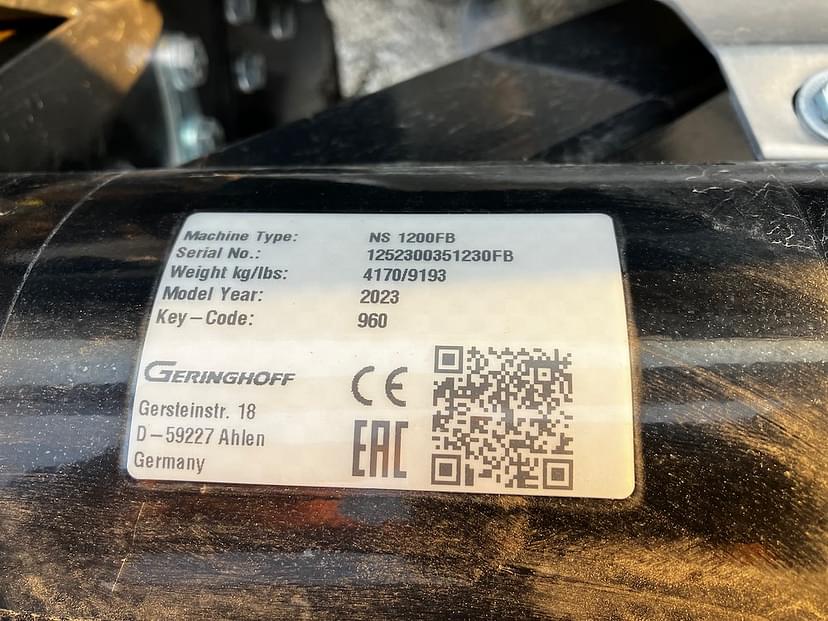 Machine Type: NS 1200FB
Serial No.: 1252300351230FB
Weight kg/lbs: 4170/9193
Model Year: 2023
Key-Code: 960
GERINGHOFF
CE
Gersteinstr. 18
D-59227 Ahlen
EAC
Germany